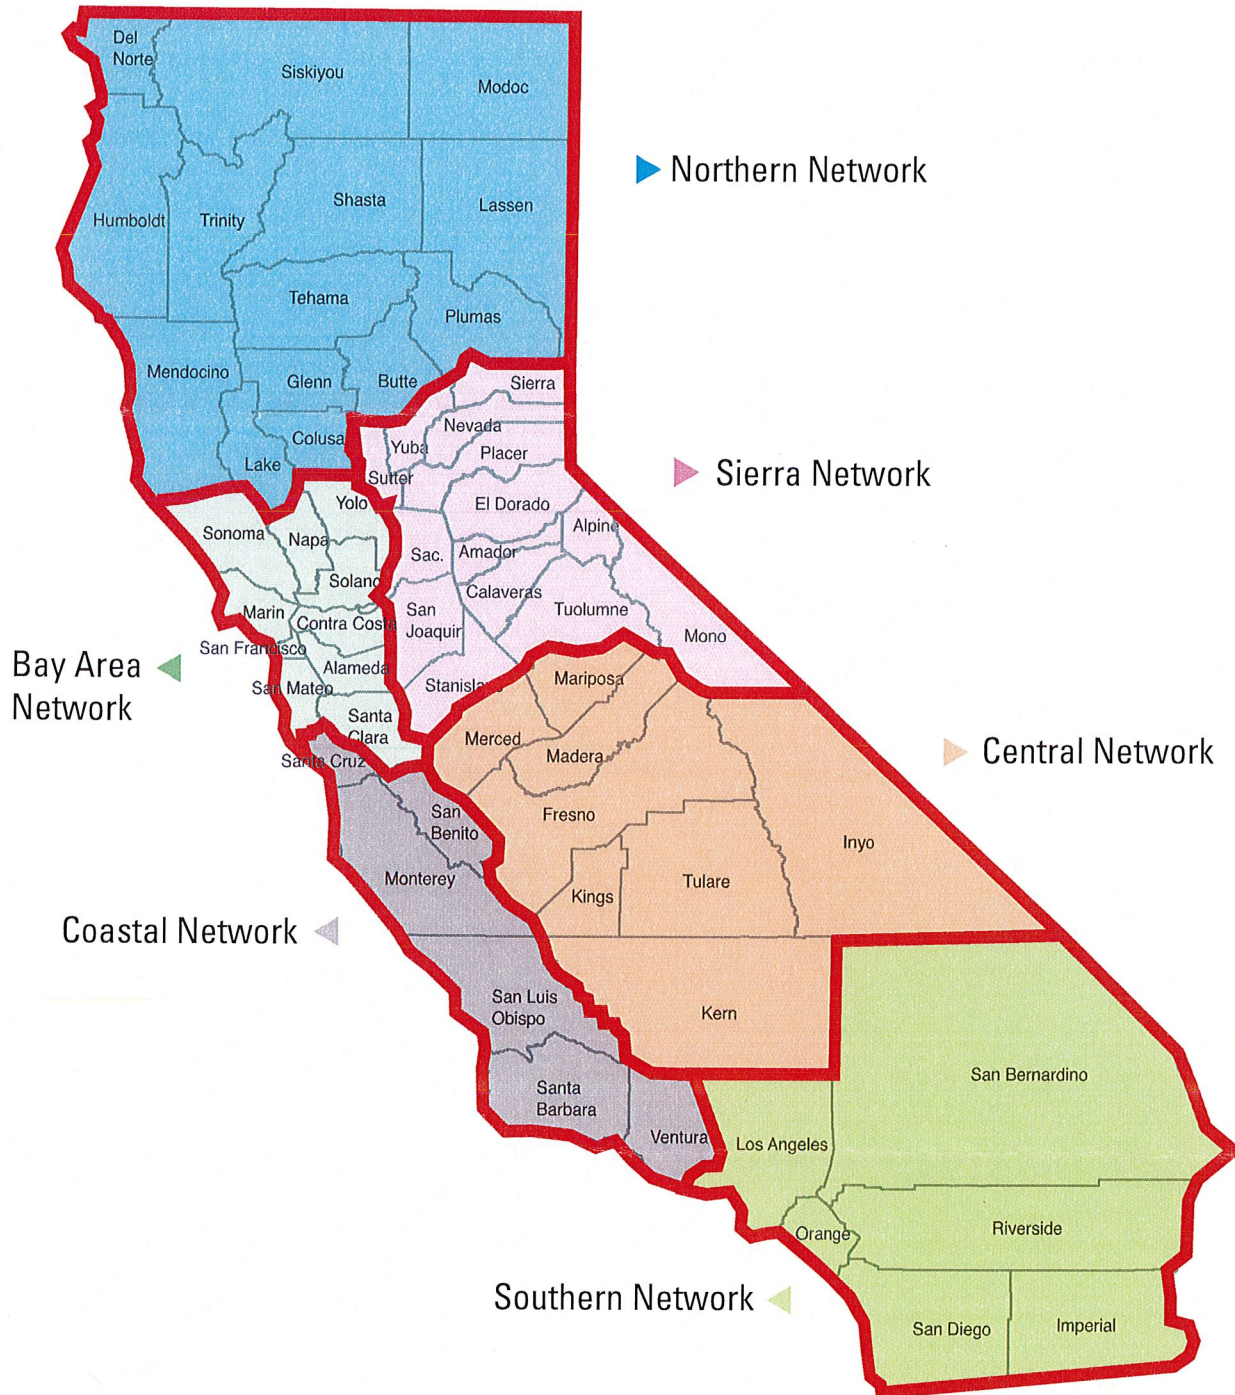 Del
Norte
Siskiyou
Modoc
Northern Network
Shasta
Lassen
Humboldt
Trinity
Tehama
Plumas
Mendocino
Glenn
Butte
Sierra
Colusa
Nevada
Yuba
Placer
Lake
Sutter
Sierra Network
Yolo
El Dorado
Sonoma
Napa
Alpine
Sac.
Amador
Solano
Calaveras
Marin
San
Joaquir
Tuolumne
Contra Costa
Mono
San Francisco
Bay Area
Network
Alameda
Mariposa
San Mateo
Stanislaus
Santa
Clara
Merced
Central Network
Santa Cruz
Madera
San
Benito
Fresno
Inyo
Monterey
Tulare
Kings
Coastal Network
San Luis
Obispo
Kern
San Bernardino
Santa
Barbara
Ventura
Los Angeles
Orange
Riverside
Southern Network
San Diego
Imperial